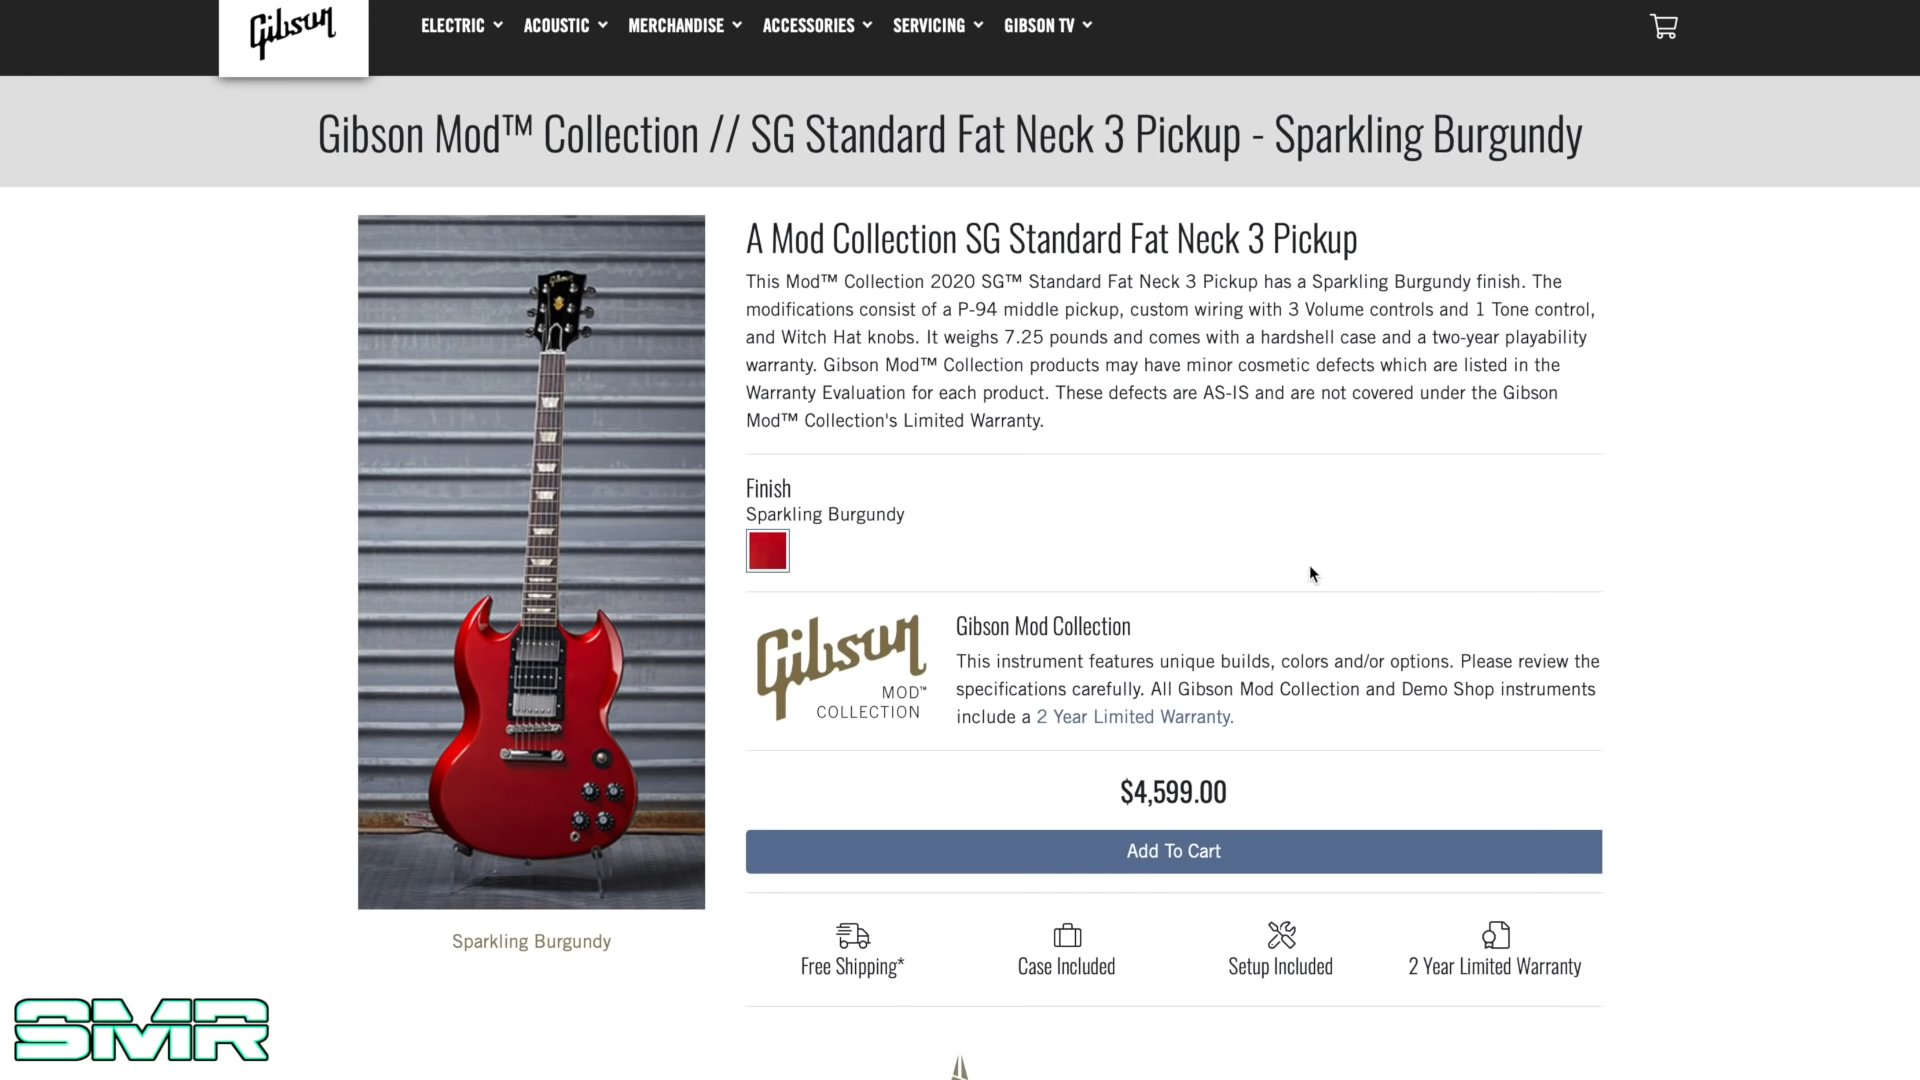 Gibson
ELECTRIC
ACOUSTIC
MERCHANDISE
ACCESSORIES
SERVICING
GIBSON TV
Gibson Mod™ Collection // SG Standard Fat Neck 3 Pickup - Sparkling Burgundy
A Mod Collection SG Standard Fat Neck 3 Pickup
This Mod™ Collection 2020 SG™ Standard Fat Neck 3 Pickup has a Sparkling Burgundy finish. The
modifications consist of a P-94 middle pickup, custom wiring with 3 Volume controls and 1 Tone control,
and Witch Hat knobs. It weighs 7.25 pounds and comes with a hardshell case and a two-year playability
warranty. Gibson Mod™ Collection products may have minor cosmetic defects which are listed in the
Warranty Evaluation for each product. These defects are AS-IS and are not covered under the Gibson
Mod™ Collection's Limited Warranty.
Finish
Sparkling Burgundy
Gibson
MOD™
COLLECTION
Gibson Mod Collection
This instrument features unique builds, colors and/or options. Please review the
specifications carefully. All Gibson Mod Collection and Demo Shop instruments
include a 2 Year Limited Warranty.
$4,599.00
Add To Cart
Free Shipping*
Case Included
Setup Included
2 Year Limited Warranty
Gibson
Sparkling Burgundy
SMR